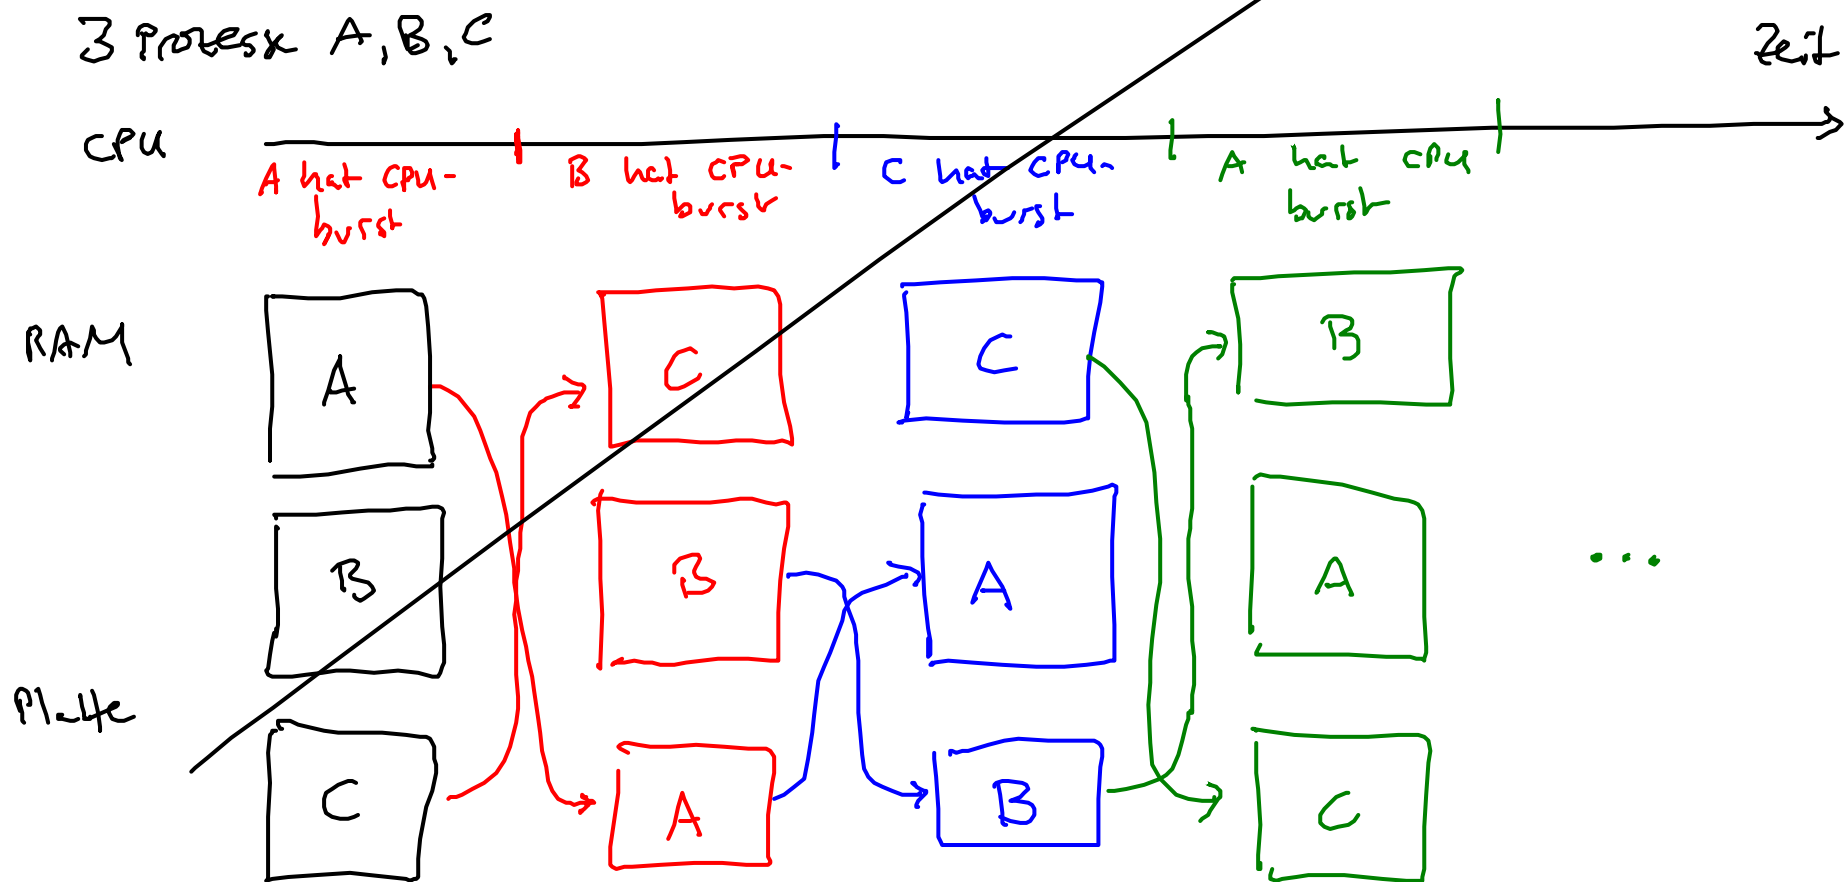 3 Prozesse A, B, C
Zeit
CPU
A hat CPU-
burst
B hat CPU-
burst
C hat CPU-
burst
A hat CPU
burst
RAM
A
C
C
B
B
B
A
A
...
Platte
C
A
B
C